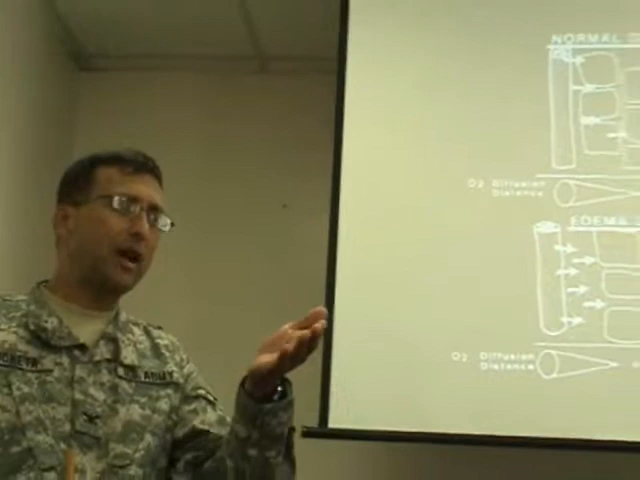 NORMAL
O2 Diffusion
Distance
EDEMA
O2 Diffusion
Distance
U.S. ARMY